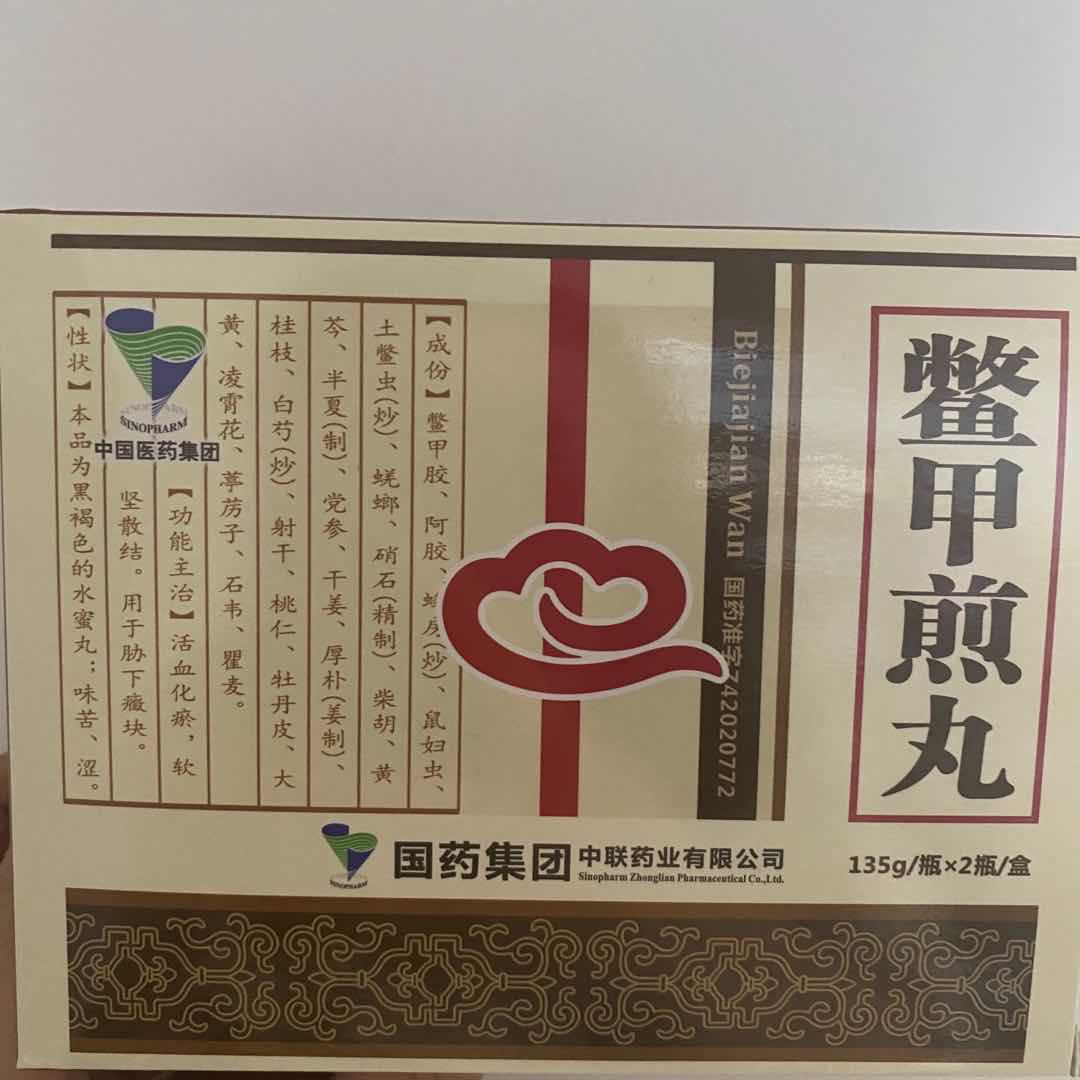 鳖甲煎丸
135g/瓶×2瓶/盒
Biejiajian Wan 国药准字Z42020772
【成份】鳖甲胶、阿胶、蜂房(炒)、鼠妇虫、
土鳖虫(炒)、蜣螂、硝石(精制)、柴胡、黄
芩、半夏(制)、党参、干姜、厚朴(姜制)、
桂枝、白芍(炒)、射干、桃仁、牡丹皮、大
黄、凌霄花、葶苈子、石韦、瞿麦。
【功能主治】活血化瘀，软
坚散结。用于胁下癥块。
【性状】本品为黑褐色的水蜜丸；味苦、涩。
SINOPHARM
中国医药集团
SINOPHARM
国药集团 中联药业有限公司
Sinopharm Zhonglian Pharmaceutical Co.,Ltd.